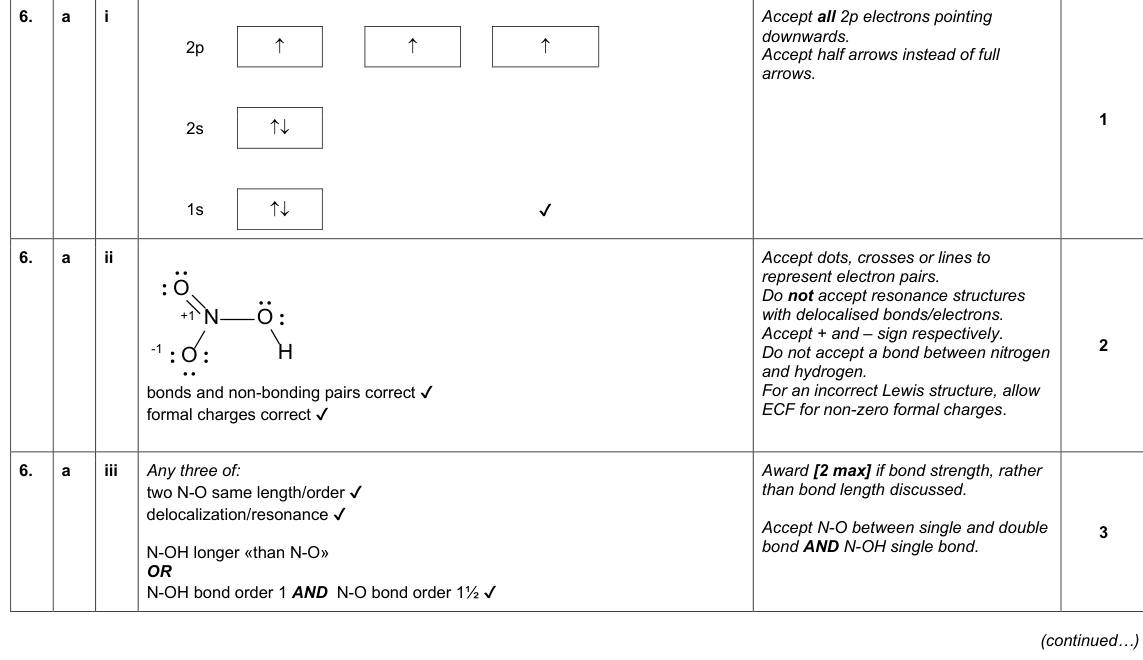 6. a i
2p ↑ ↑ ↑
2s ↑↓
1s ↑↓ ✓
Accept all 2p electrons pointing
downwards.
Accept half arrows instead of full
arrows.
1
6. a ii
O
+1 N O
-1 O H
bonds and non-bonding pairs correct ✓
formal charges correct ✓
Accept dots, crosses or lines to
represent electron pairs.
Do not accept resonance structures
with delocalised bonds/electrons.
Accept + and – sign respectively.
Do not accept a bond between nitrogen
and hydrogen.
For an incorrect Lewis structure, allow
ECF for non-zero formal charges.
2
6. a iii
Any three of:
two N-O same length/order ✓
delocalization/resonance ✓
N-OH longer «than N-O»
OR
N-OH bond order 1 AND N-O bond order 1½ ✓
Award [2 max] if bond strength, rather
than bond length discussed.
Accept N-O between single and double
bond AND N-OH single bond.
3
(continued…)